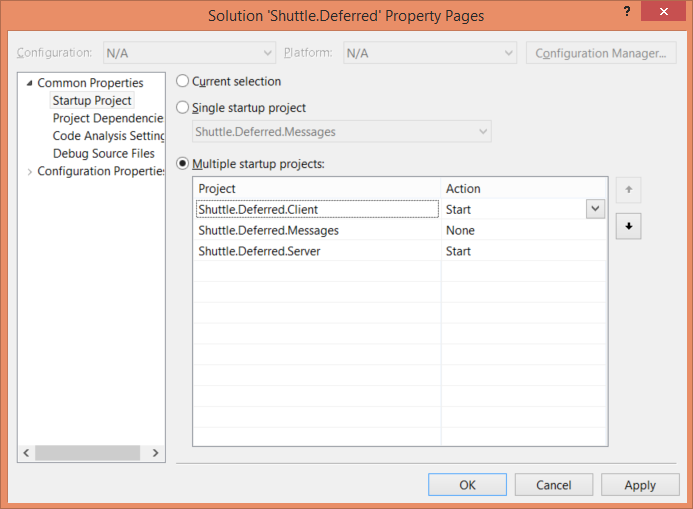 Solution 'Shuttle.Deferred' Property Pages
?
Configuration: N/A Platform: N/A Configuration Manager...
Common Properties
Startup Project
Project Dependencie
Code Analysis Setting
Debug Source Files
Configuration Properties
Current selection
Single startup project
Shuttle.Deferred.Messages
Multiple startup projects:
Project Action
Shuttle.Deferred.Client Start
Shuttle.Deferred.Messages None
Shuttle.Deferred.Server Start
OK Cancel Apply